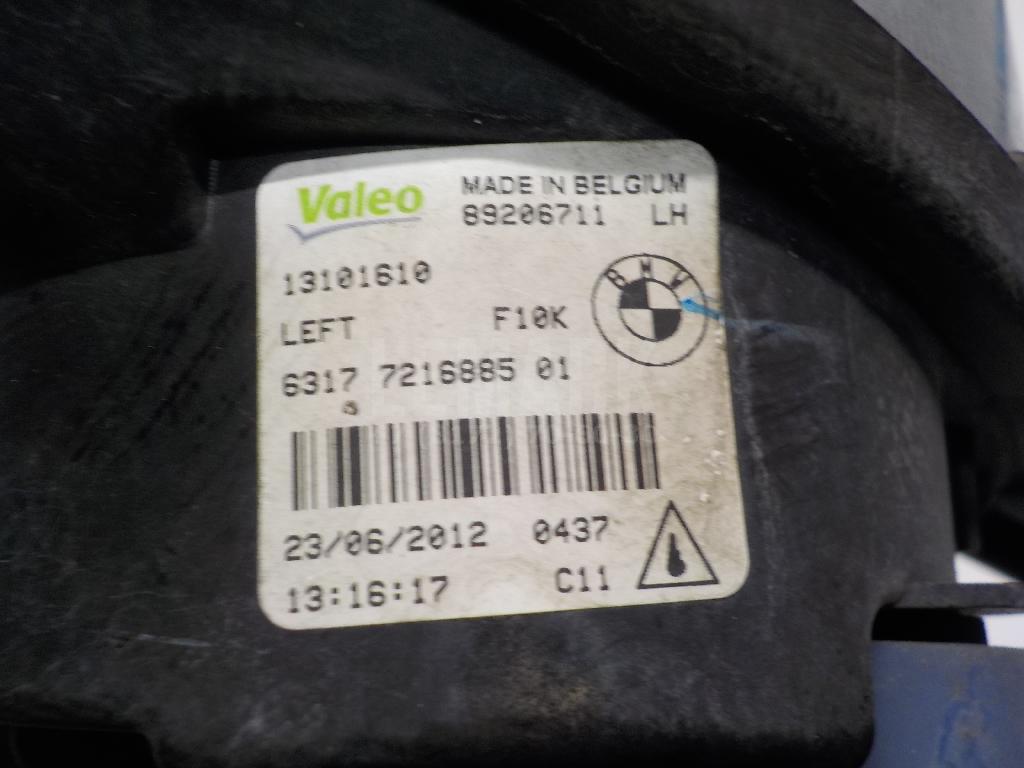 Valeo MADE IN BELGIUM
89206711 LH
13101610
BMW
LEFT F10K
6317 7216885 01
23/06/2012 0437
13:16:17 C11